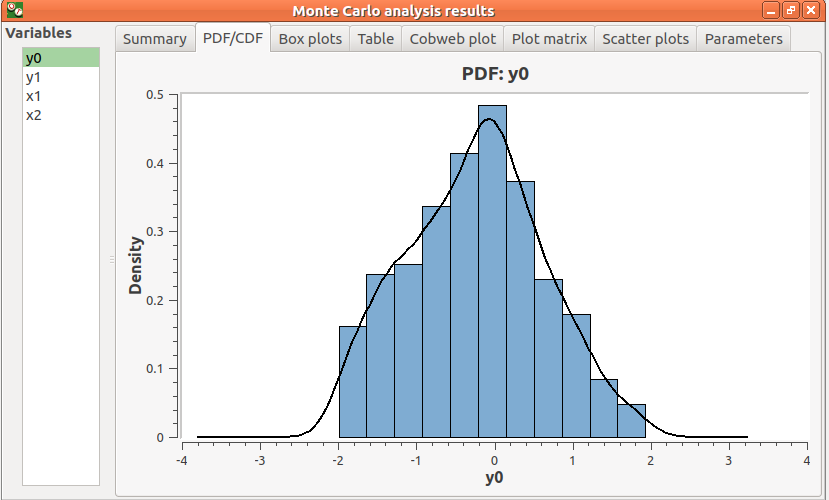 Monte Carlo analysis results
Variables
y0
y1
x1
x2
Summary PDF/CDF Box plots Table Cobweb plot Plot matrix Scatter plots Parameters
PDF: y0
Density
0.5
0.4
0.3
0.2
0.1
0
-4 -3 -2 -1 0 1 2 3 4
y0